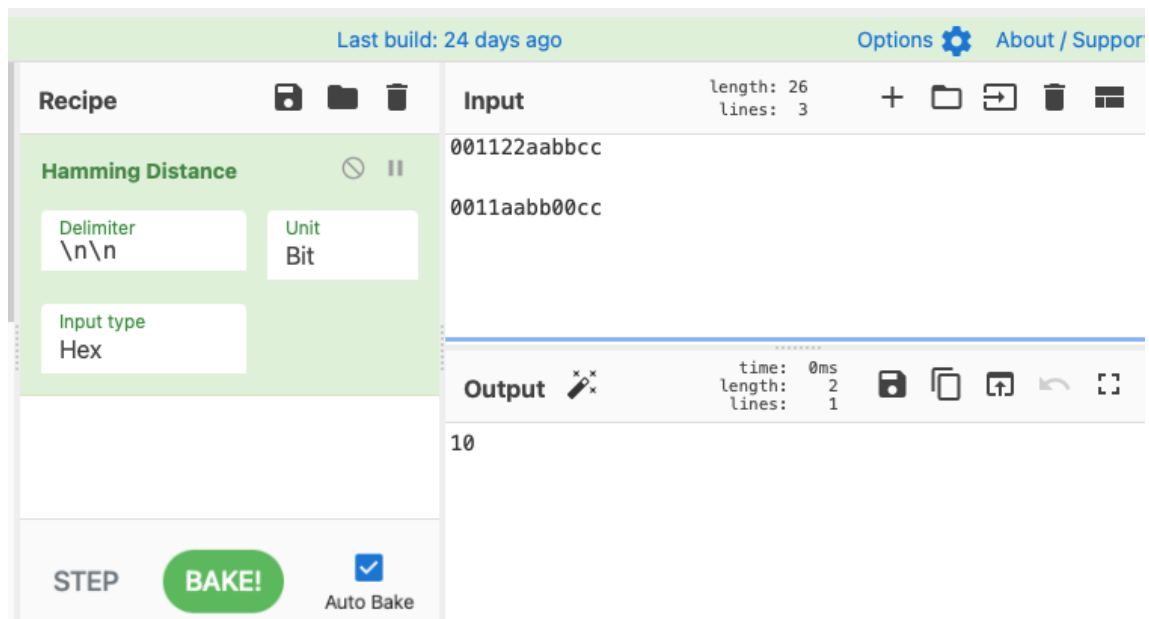 Last build: 24 days ago
Options
About / Suppor
Recipe
Hamming Distance
Delimiter
\n\n
Unit
Bit
Input type
Hex
STEP
BAKE!
Auto Bake
Input
length: 26
lines: 3
001122aabbcc
0011aabb00cc
Output
time: 0ms
length: 2
lines: 1
10